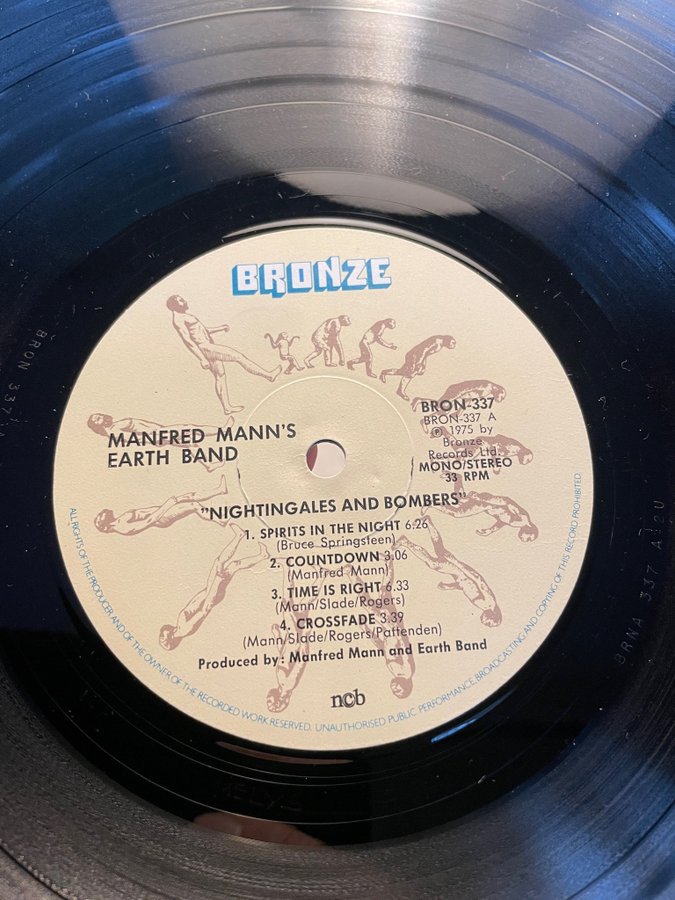 BRONZE
MANFRED MANN'S
EARTH BAND
BRON-337
BRON-337 A
Ⓟ 1975 by
Bronze
Records Ltd.
MONO/STEREO
33 RPM
"NIGHTINGALES AND BOMBERS"
1. SPIRITS IN THE NIGHT 6:26
(Bruce Springsteen)
2. COUNTDOWN 3.06
(Manfred Mann)
3. TIME IS RIGHT 6.33
(Mann/Slade/Rogers)
4. CROSSFADE 3.39
(Mann/Slade/Rogers/Pattenden)
Produced by: Manfred Mann and Earth Band
ncb
ALL RIGHTS OF THE PRODUCER AND OF THE OWNER OF THE RECORDED WORK RESERVED. UNAUTHORISED PUBLIC PERFORMANCE, BROADCASTING AND COPYING OF THIS RECORD PROHIBITED.
BRON 337
BRNA 337 A